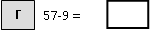 г 57-9 =